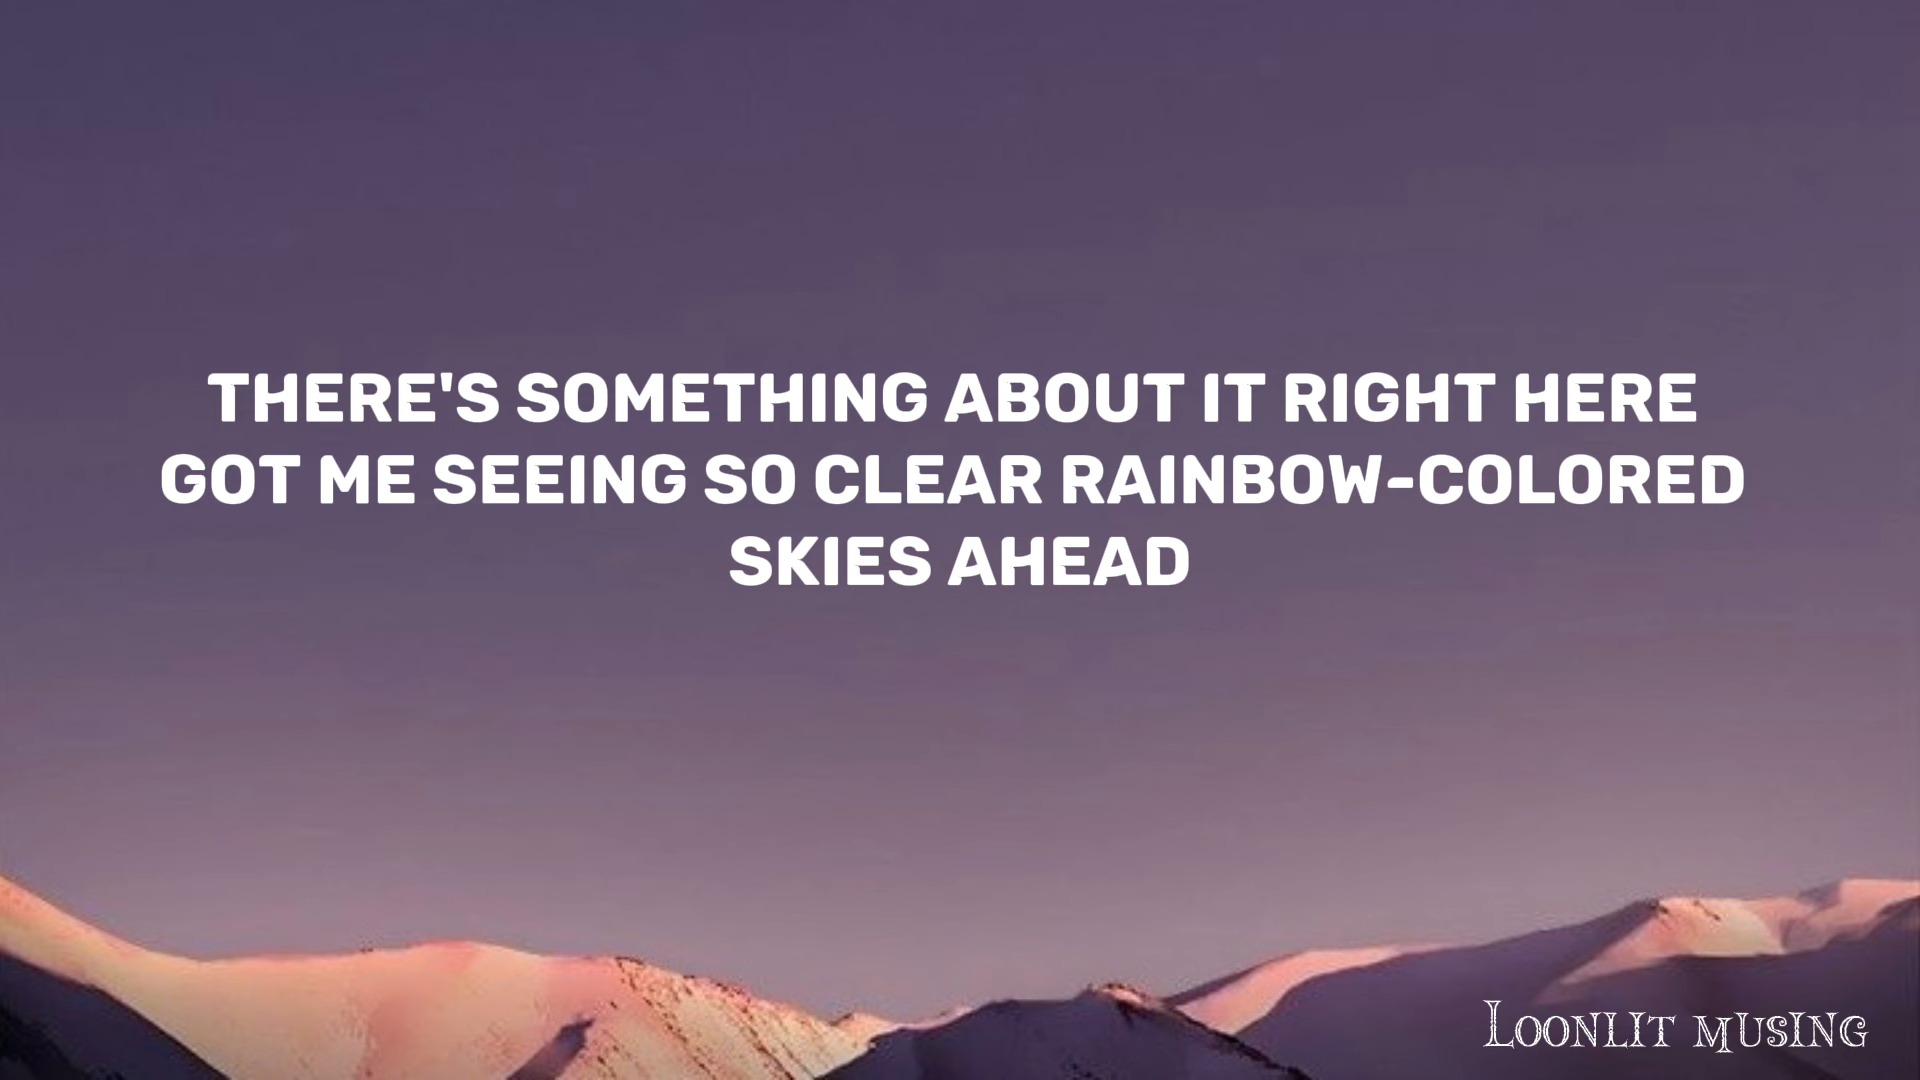 THERE'S SOMETHING ABOUT IT RIGHT HERE
GOT ME SEEING SO CLEAR RAINBOW-COLORED
SKIES AHEAD
LOONLIT MUSING